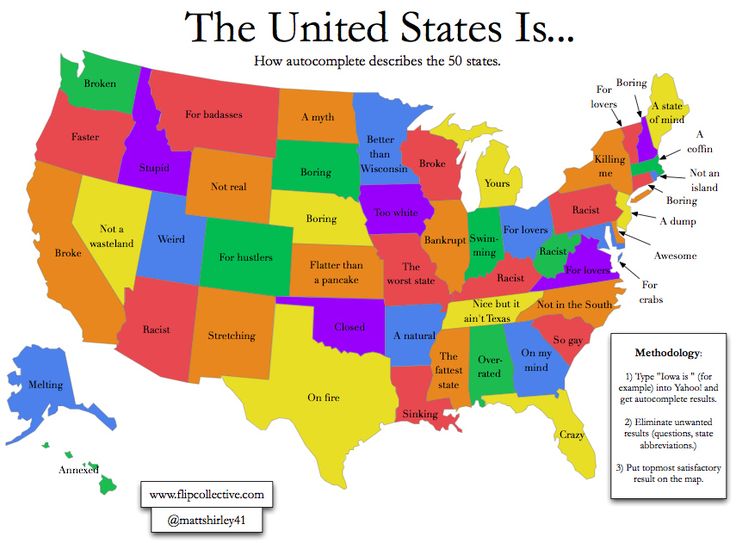 The United States Is...
How autocomplete describes the 50 states.
Broken
For badasses
A myth
Better
than
Wisconsin
Broke
Yours
For
lovers
Boring
A state
of mind
A
coffin
Not an
island
Boring
A dump
Awesome
For
crabs
Faster
Stupid
Not real
Boring
Boring
Too white
Killing
me
Racist
Broke
Not a
wasteland
Weird
For hustlers
Flatter than
a pancake
The
worst state
Bankrupt
Swim-
ming
For lovers
Racist
For lovers
Racist
Nice but it
ain't Texas
Not in the South
Racist
Stretching
Closed
A natural
The
fattest
state
Over-
rated
On my
mind
So gay
On fire
Sinking
Crazy
Melting
Annexed
Methodology:
1) Type "Iowa is " (for
example) into Yahoo! and
get autocomplete results.
2) Eliminate unwanted
results (questions, state
abbreviations.)
3) Put topmost satisfactory
result on the map.
www.flipcollective.com
@mattshirley41